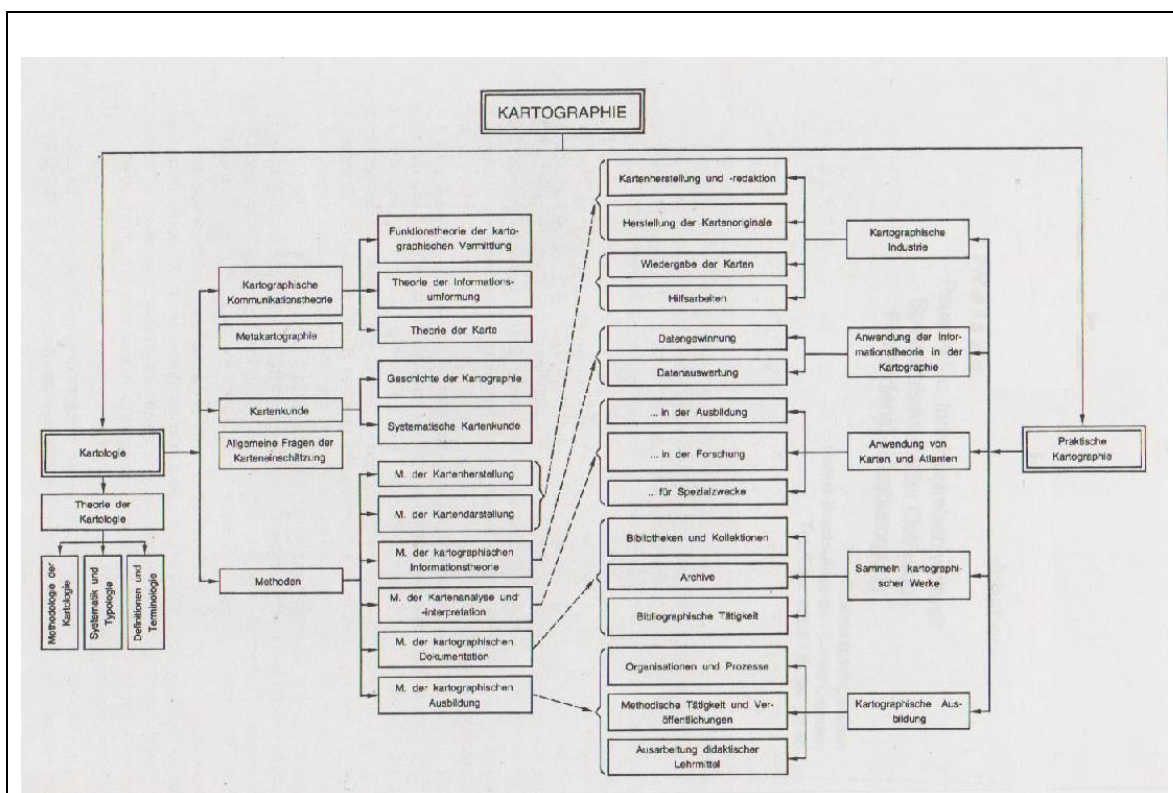 KARTOGRAPHIE
Kartologie
Theorie der
Kartologie
Methodologie der
Kartologie
Systematik und
Typologie
Definitionen und
Terminologie
Kartographische
Kommunikationstheorie
Metakartographie
Kartenkunde
Allgemeine Fragen der
Karteneinschätzung
Methoden
Funktionstheorie der karto-
graphischen Vermittlung
Theorie der Informations-
umformung
Theorie der Karte
Geschichte der Kartographie
Systematische Kartenkunde
M. der Kartenherstellung
M. der Kartendarstellung
M. der kartographischen
Informationstheorie
M. der Kartenanalyse und
-interpretation
M. der kartographischen
Dokumentation
M. der kartographischen
Ausbildung
Kartenherstellung und -redaktion
Herstellung der Kartenoriginale
Wiedergabe der Karten
Hilfsarbeiten
Datengewinnung
Datenauswertung
... in der Ausbildung
... in der Forschung
... für Spezialzwecke
Bibliotheken und Kollektionen
Archive
Bibliographische Tätigkeit
Organisationen und Prozesse
Methodische Tätigkeit und Ver-
öffentlichungen
Ausarbeitung didaktischer
Lehrmittel
Kartographische
Industrie
Anwendung der Infor-
mationstheorie in der
Kartographie
Anwendung von
Karten und Atlanten
Sammeln kartographi-
scher Werke
Kartographische Aus-
bildung
Praktische
Kartographie